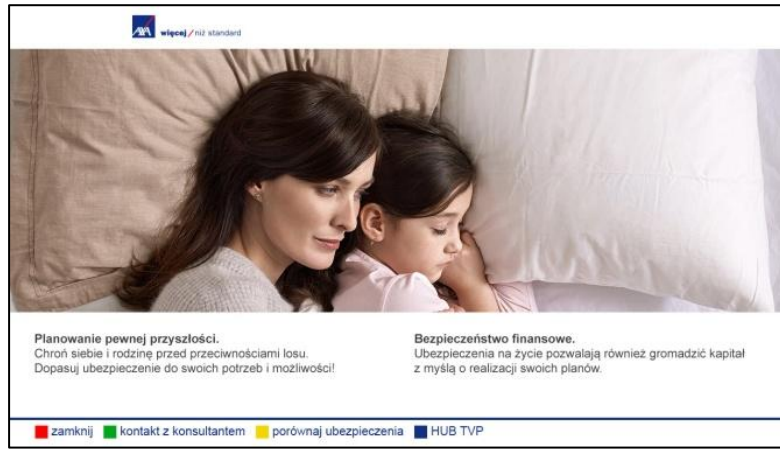 AXA więcej / niż standard
Planowanie pewnej przyszłości.
Chroń siebie i rodzinę przed przeciwnościami losu.
Dopasuj ubezpieczenie do swoich potrzeb i możliwości!
Bezpieczeństwo finansowe.
Ubezpieczenia na życie pozwalają również gromadzić kapitał
z myślą o realizacji swoich planów.
zamknij kontakt z konsultantem porównaj ubezpieczenia HUB TVP